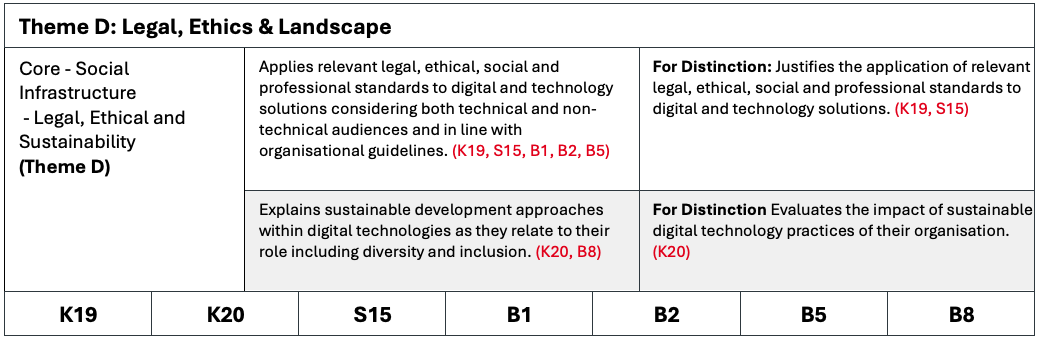 Theme D: Legal, Ethics & Landscape
Core - Social
Infrastructure
- Legal, Ethical and
Sustainability
(Theme D)
Applies relevant legal, ethical, social and
professional standards to digital and technology
solutions considering both technical and non-
technical audiences and in line with
organisational guidelines. (K19, S15, B1, B2, B5)
For Distinction: Justifies the application of relevant
legal, ethical, social and professional standards to
digital and technology solutions. (K19, S15)
Explains sustainable development approaches
within digital technologies as they relate to their
role including diversity and inclusion. (K20, B8)
For Distinction Evaluates the impact of sustainable
digital technology practices of their organisation.
(K20)
K19 K20 S15 B1 B2 B5 B8